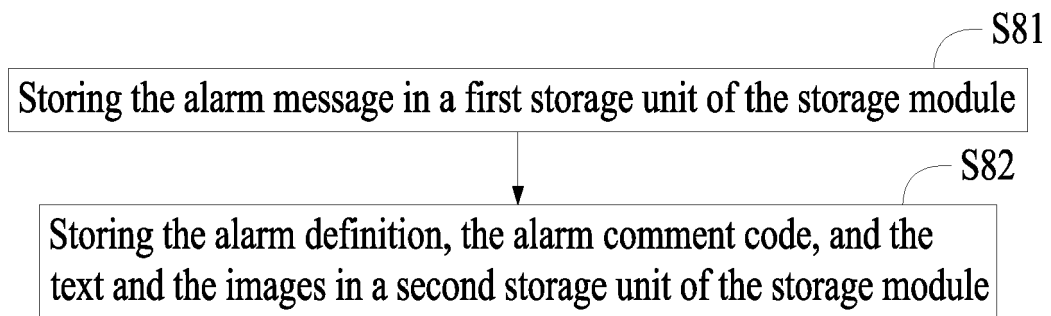 S81
Storing the alarm message in a first storage unit of the storage module
S82
Storing the alarm definition, the alarm comment code, and the
text and the images in a second storage unit of the storage module